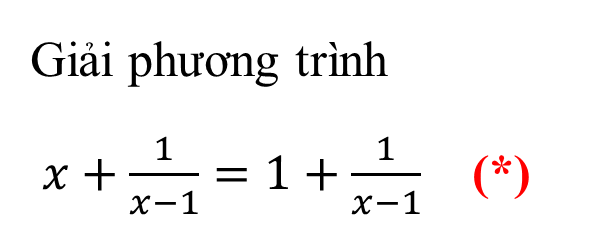 Giải phương trình
x + 1/(x−1) = 1 + 1/(x−1) (*)